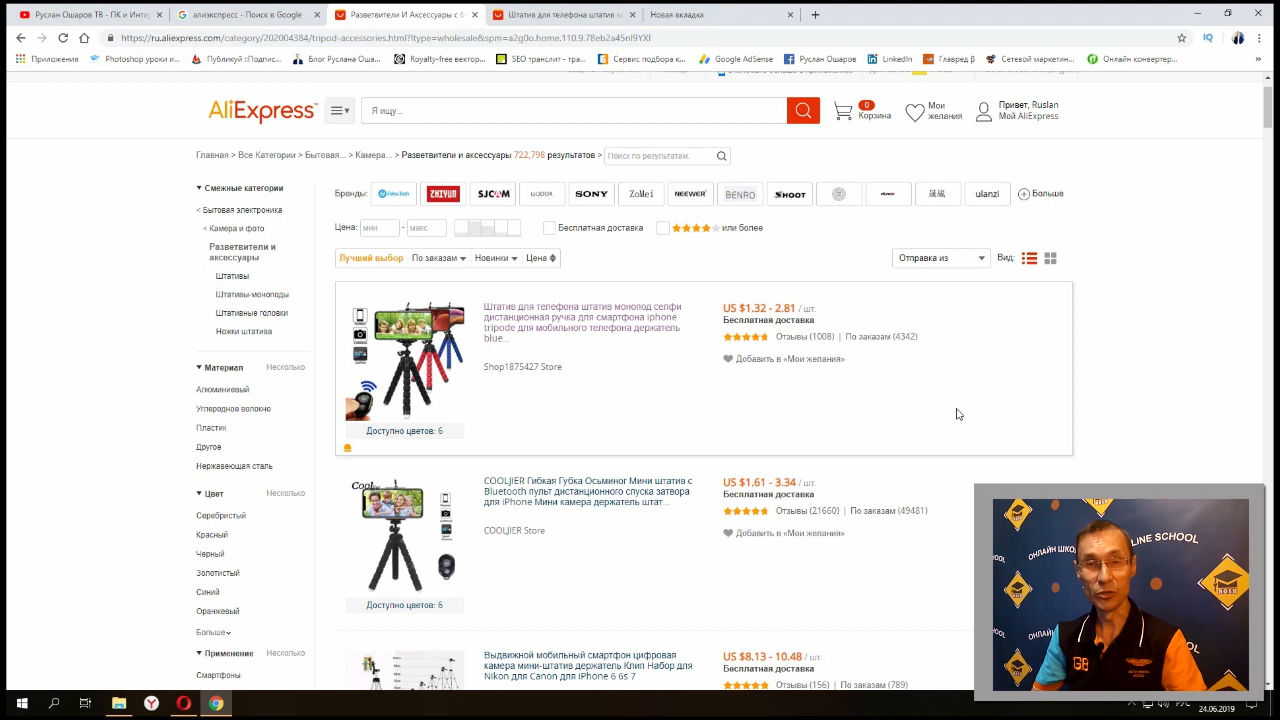 Руслан Ошаров ТВ - ПК и Инте
алиэкспресс - Поиск в Google
Разветвители И Аксессуары с бе
Штатив для телефона штатив м
Новая вкладка
https://ru.aliexpress.com/category/202004384/tripod-accessories.html?ltype=wholesale&spm=a2g0o.home.110.9.78eb2a45nI9YXl
Приложения
Photoshop уроки и...
Публикуй :Подпис...
Блог Руслана Оша...
Royalty-free вектор...
SEO транслит - тра...
Сервис подбора к...
Google AdSense
Руслан Ошаров
LinkedIn
Главред β
Сетевой маркетин...
Онлайн конвертер...
AliExpress
Я ищу...
0
Корзина
Мои
желания
Привет, Ruslan
Мой AliExpress
Главная > Все Категории > Бытовая... > Камера... > Разветвители и аксессуары 722,798 результатов >
Поиск по результатам.
Смежные категории
< Бытовая электроника
< Камера и фото
Разветвители и
аксессуары
Штативы
Штативы-моноподы
Штативные головки
Ножки штатива
Материал Несколько
Алюминиевый
Углеродное волокно
Пластик
Другое
Нержавеющая сталь
Цвет Несколько
Серебристый
Красный
Черный
Золотистый
Синий
Оранжевый
Больше
Применение Несколько
Смартфоны
Бренды:
ZHIYUN
SJCAM
GODOX
SONY
ZoMei
NEEWER
BENRO
SHOOT
ulanzi
Больше
Цена: мин - макс
Бесплатная доставка
или более
Лучший выбор По заказам Новинки Цена
Отправка из
Вид:
Штатив для телефона штатив монопод селфи
дистанционная ручка для смартфона iphone
tripode для мобильного телефона держатель
blue...
Shop1875427 Store
US $1.32 - 2.81 / шт.
Бесплатная доставка
Отзывы (1008) | По заказам (4342)
Добавить в «Мои желания»
Доступно цветов: 6
COOLJIER Гибкая Губка Осьминог Мини штатив с
Bluetooth пульт дистанционного спуска затвора
для iPhone Мини камера держатель штат...
COOLJIER Store
US $1.61 - 3.34 / шт.
Бесплатная доставка
Отзывы (21660) | По заказам (49481)
Добавить в «Мои желания»
Доступно цветов: 6
Выдвижной мобильный смартфон цифровая
камера мини-штатив держатель Клип Набор для
Nikon для Canon для iPhone 6 6s 7
US $8.13 - 10.48 / шт.
Бесплатная доставка
Отзывы (156) | По заказам (789)
ОНЛАЙН ШКО
LINE SCHOOL
ROSH
РУС
24.06.2019